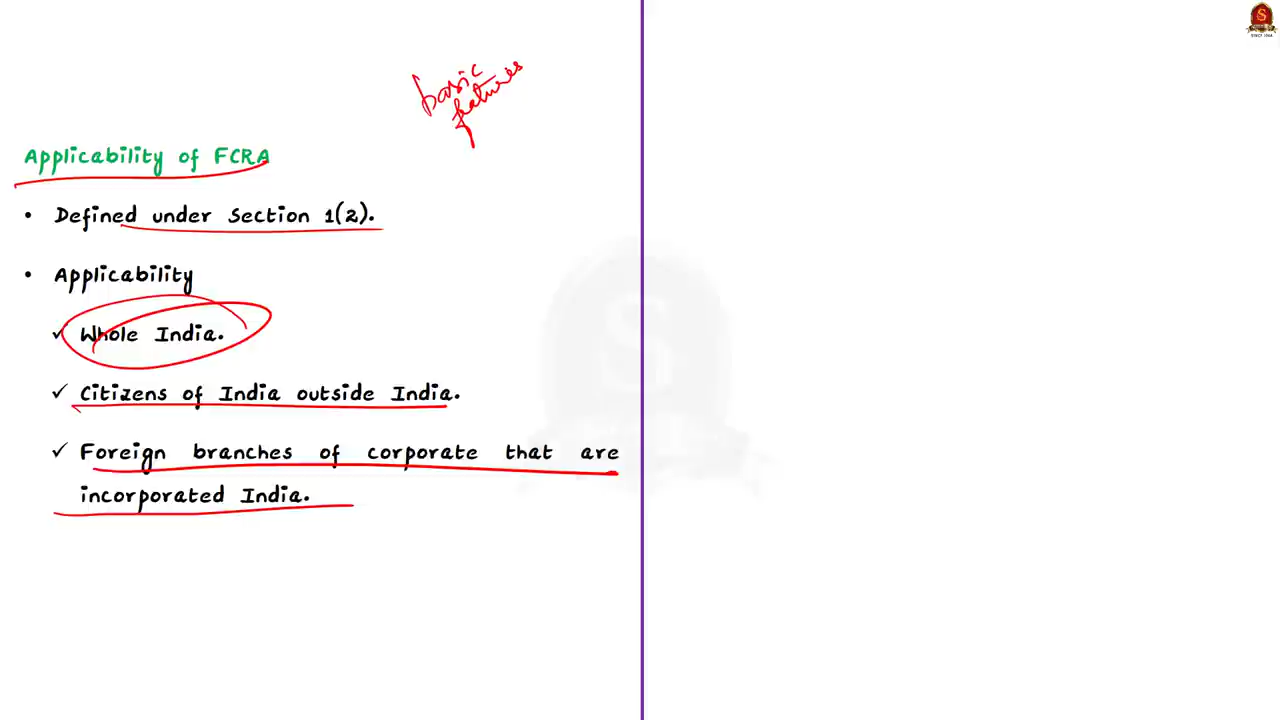 basic
features
Applicability of FCRA
• Defined under Section 1(2).
• Applicability
✓ Whole India.
✓ Citizens of India outside India.
✓ Foreign branches of corporate that are
incorporated India.
S